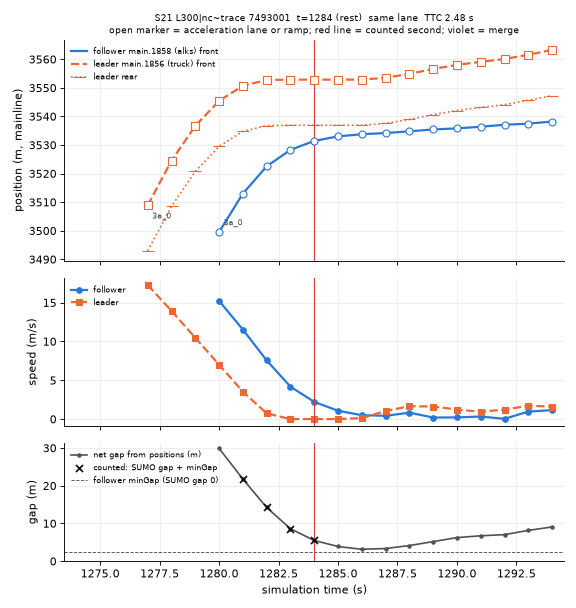 S21 L300|nc~trace 7493001  t=1284 (rest)  same lane  TTC 2.48 s
open marker = acceleration lane or ramp; red line = counted second; violet = merge
follower main.1858 (alks) front
leader main.1856 (truck) front
leader rear
position (m, mainline)
3560
3550
3540
3530
3520
3510
3500
3490
3a_0
3a_0
follower
leader
speed (m/s)
15
10
5
0
net gap from positions (m)
counted: SUMO gap + minGap
follower minGap (SUMO gap 0)
gap (m)
30
20
10
0
1275.0 1277.5 1280.0 1282.5 1285.0 1287.5 1290.0 1292.5
simulation time (s)